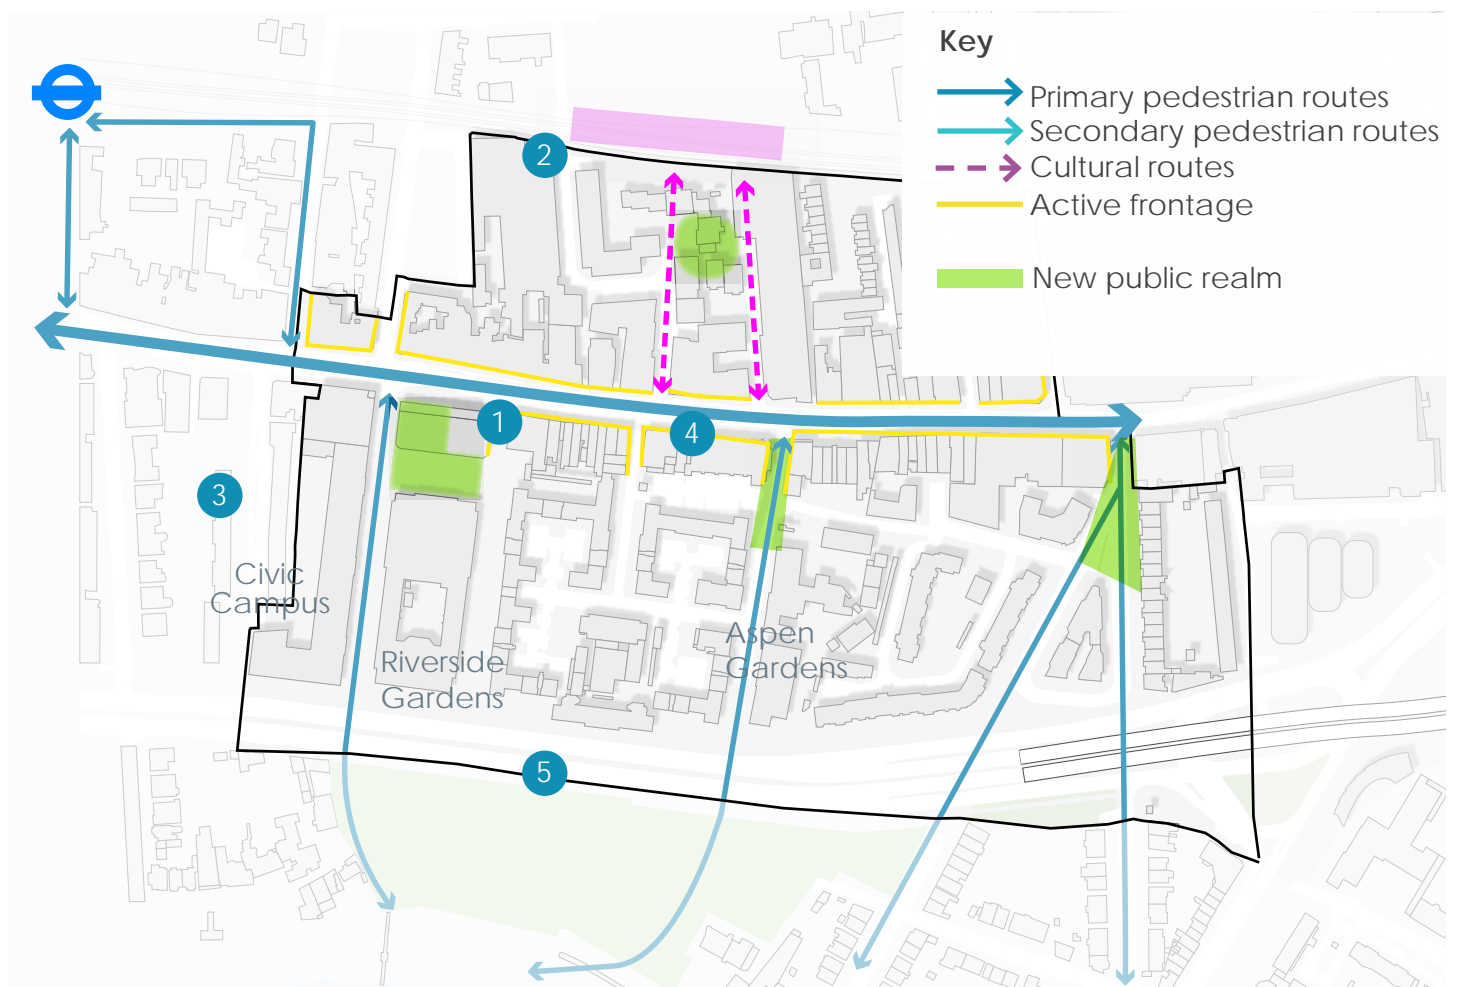 Key
Primary pedestrian routes
Secondary pedestrian routes
Cultural routes
Active frontage
New public realm
2
1
4
3
Civic
Campus
Riverside
Gardens
Aspen
Gardens
5